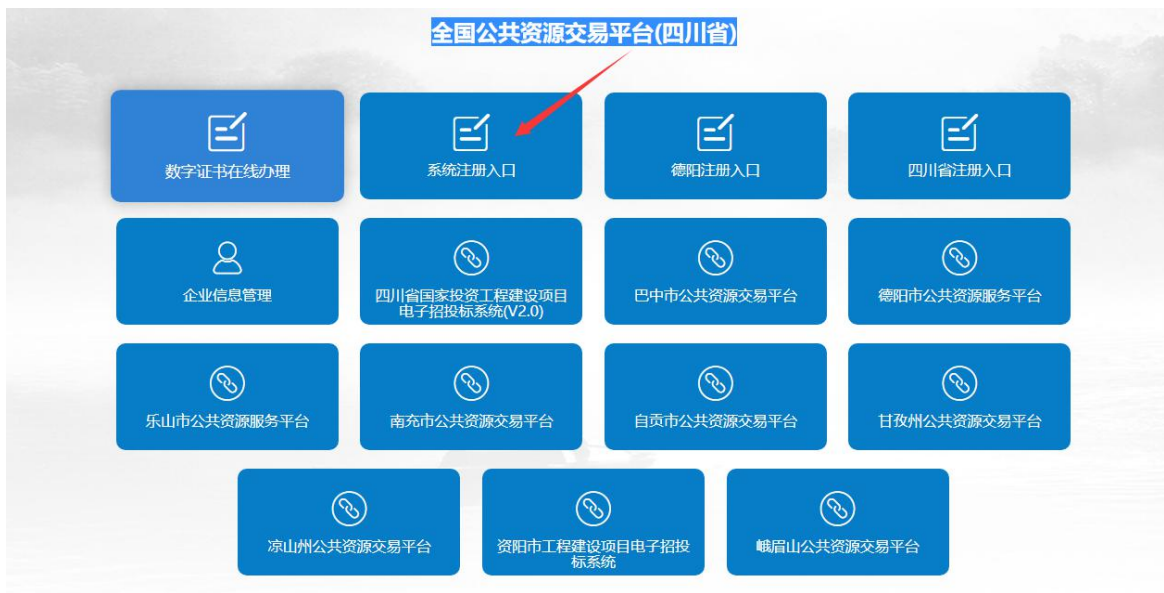 全国公共资源交易平台(四川省)
数字证书在线办理
系统注册入口
德阳注册入口
四川省注册入口
企业信息管理
四川省国家投资工程建设项目
电子招投标系统(V2.0)
巴中市公共资源交易平台
德阳市公共资源服务平台
乐山市公共资源服务平台
南充市公共资源交易平台
自贡市公共资源交易平台
甘孜州公共资源交易平台
凉山州公共资源交易平台
资阳市工程建设项目电子招投
标系统
峨眉山公共资源交易平台